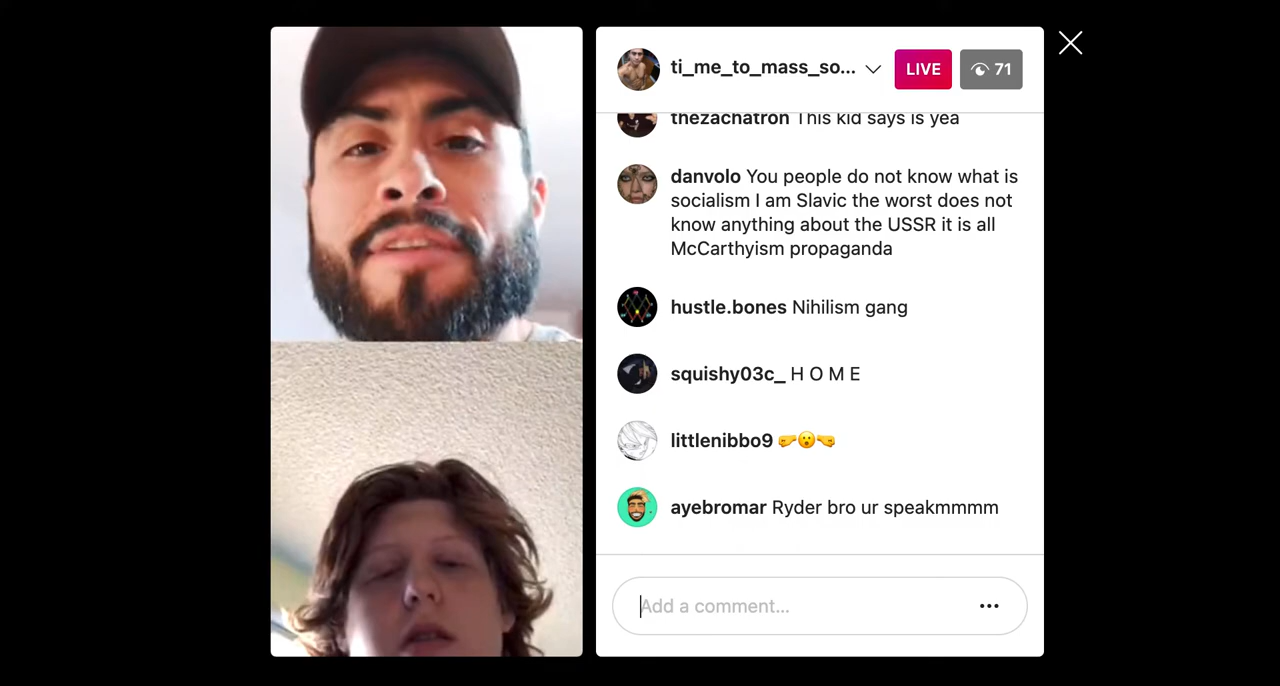 ti_me_to_mass_so...
LIVE
71
thezachatron This kid says is yea
danvolo You people do not know what is
socialism I am Slavic the worst does not
know anything about the USSR it is all
McCarthyism propaganda
hustle.bones Nihilism gang
squishy03c_ H O M E
littlenibbo9 🤛😮🤜
ayebromar Ryder bro ur speakmmmm
Add a comment...